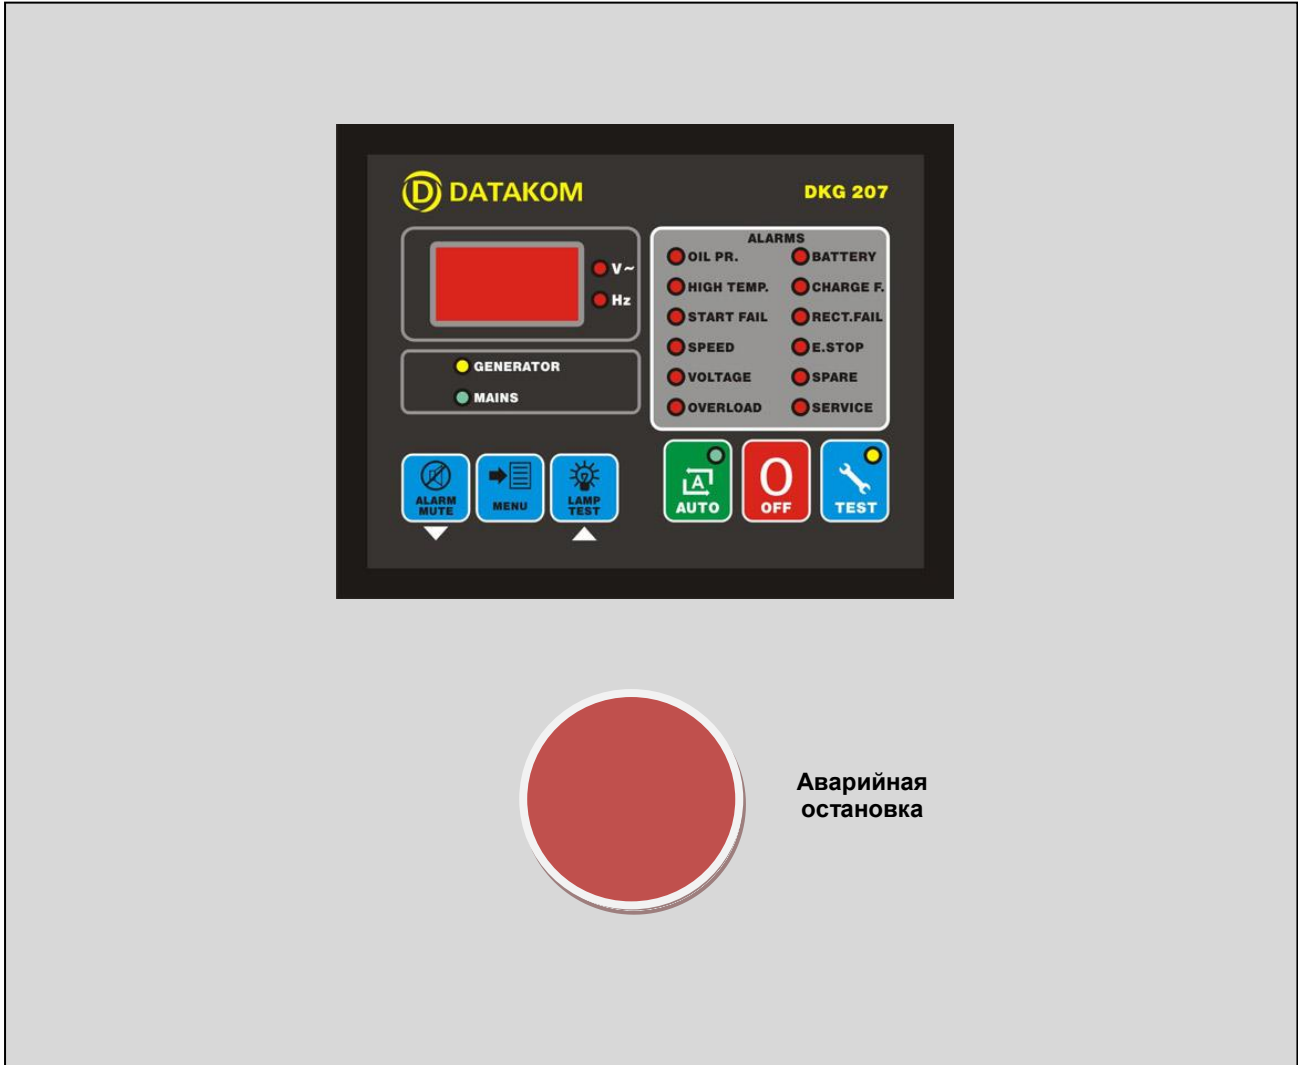 DATAKOM
DKG 207
V~
Hz
GENERATOR
MAINS
ALARMS
OIL PR. BATTERY
HIGH TEMP. CHARGE F.
START FAIL RECT.FAIL
SPEED E.STOP
VOLTAGE SPARE
OVERLOAD SERVICE
ALARM
MUTE
MENU
LAMP
TEST
A
AUTO
O
OFF
TEST
Аварийная
остановка